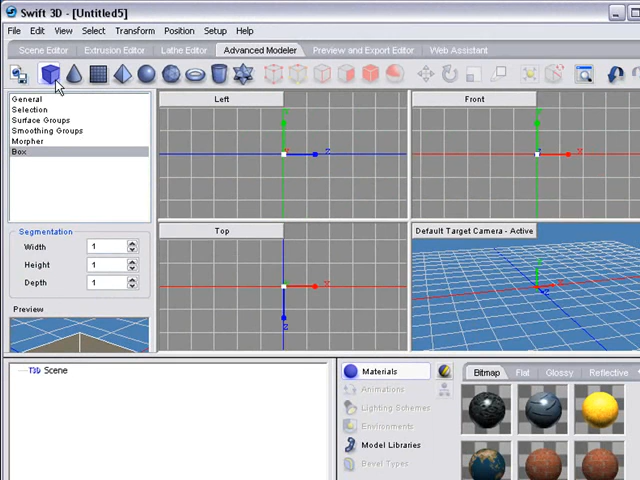 Swift 3D - [Untitled5]
File Edit View Select Transform Position Setup Help
Scene Editor Extrusion Editor Lathe Editor Advanced Modeler Preview and Export Editor Web Assistant
General
Selection
Surface Groups
Smoothing Groups
Morpher
Box
Segmentation
Width 1
Height 1
Depth 1
Preview
Left
Y
Z
Front
Y
X
Top
X
Z
Default Target Camera - Active
T3D Scene
Materials
Animations
Lighting Schemes
Environments
Model Libraries
Bevel Types
Bitmap Flat Glossy Reflective